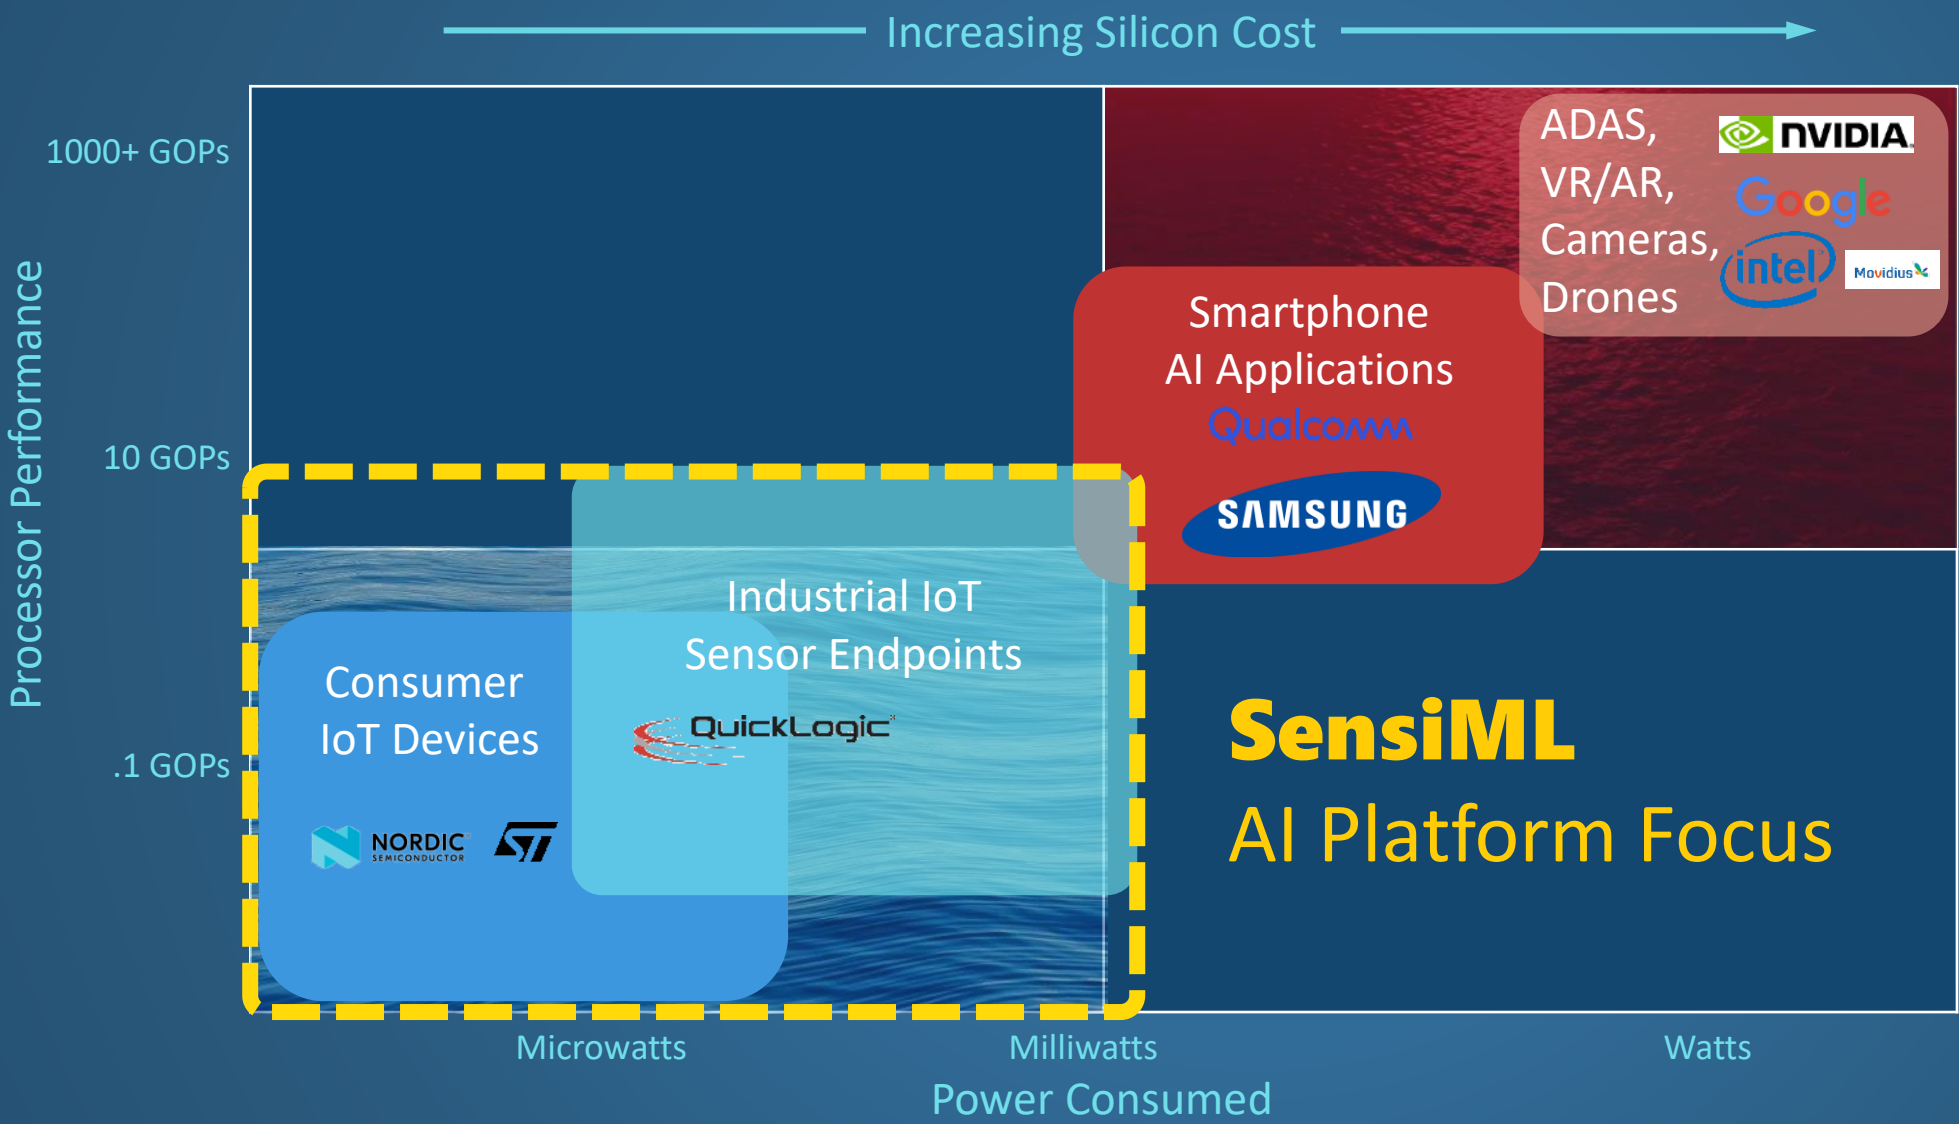 Increasing Silicon Cost
1000+ GOPs
10 GOPs
.1 GOPs
Processor Performance
ADAS,
VR/AR,
Cameras,
Drones
NVIDIA
Google
intel
Movidius
Smartphone
AI Applications
Qualcomm
SAMSUNG
Industrial IoT
Sensor Endpoints
QuickLogic
Consumer
IoT Devices
NORDIC
SEMICONDUCTOR
ST
SensiML
AI Platform Focus
Microwatts
Milliwatts
Watts
Power Consumed